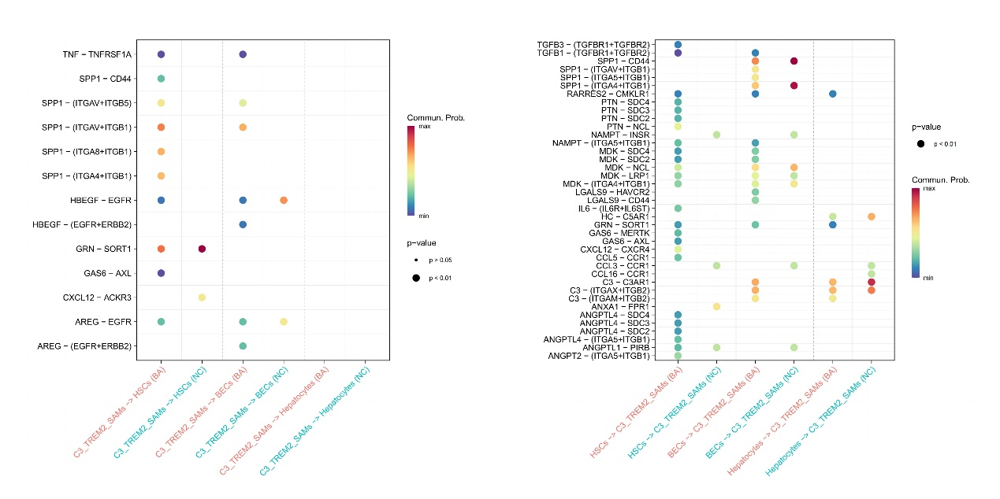 TNF − TNFRSF1A
SPP1 − CD44
SPP1 − (ITGAV+ITGB5)
SPP1 − (ITGAV+ITGB1)
SPP1 − (ITGA8+ITGB1)
SPP1 − (ITGA4+ITGB1)
HBEGF − EGFR
HBEGF − (EGFR+ERBB2)
GRN − SORT1
GAS6 − AXL
CXCL12 − ACKR3
AREG − EGFR
AREG − (EGFR+ERBB2)
C3_TREM2_SAMs −> HSCs (BA)
C3_TREM2_SAMs −> HSCs (NC)
C3_TREM2_SAMs −> BECs (BA)
C3_TREM2_SAMs −> BECs (NC)
C3_TREM2_SAMs −> Hepatocytes (BA)
C3_TREM2_SAMs −> Hepatocytes (NC)
Commun. Prob.
max
min
p−value
p > 0.05
p < 0.01
TGFB3 − (TGFBR1+TGFBR2)
TGFB1 − (TGFBR1+TGFBR2)
SPP1 − CD44
SPP1 − (ITGAV+ITGB1)
SPP1 − (ITGA5+ITGB1)
SPP1 − (ITGA4+ITGB1)
RARRES2 − CMKLR1
PTN − SDC4
PTN − SDC3
PTN − SDC2
PTN − NCL
NAMPT − INSR
NAMPT − (ITGA5+ITGB1)
MDK − SDC4
MDK − SDC2
MDK − NCL
MDK − LRP1
MDK − (ITGA4+ITGB1)
LGALS9 − HAVCR2
LGALS9 − CD44
IL6 − (IL6R+IL6ST)
HC − C5AR1
GRN − SORT1
GAS6 − MERTK
GAS6 − AXL
CXCL12 − CXCR4
CCL5 − CCR1
CCL3 − CCR1
CCL16 − CCR1
C3 − C3AR1
C3 − (ITGAX+ITGB2)
C3 − (ITGAM+ITGB2)
ANXA1 − FPR1
ANGPTL4 − SDC4
ANGPTL4 − SDC3
ANGPTL4 − SDC2
ANGPTL4 − (ITGA5+ITGB1)
ANGPTL1 − PIRB
ANGPT2 − (ITGA5+ITGB1)
HSCs −> C3_TREM2_SAMs (BA)
HSCs −> C3_TREM2_SAMs (NC)
BECs −> C3_TREM2_SAMs (BA)
BECs −> C3_TREM2_SAMs (NC)
Hepatocytes −> C3_TREM2_SAMs (BA)
Hepatocytes −> C3_TREM2_SAMs (NC)
p−value
p < 0.01
Commun. Prob.
max
min